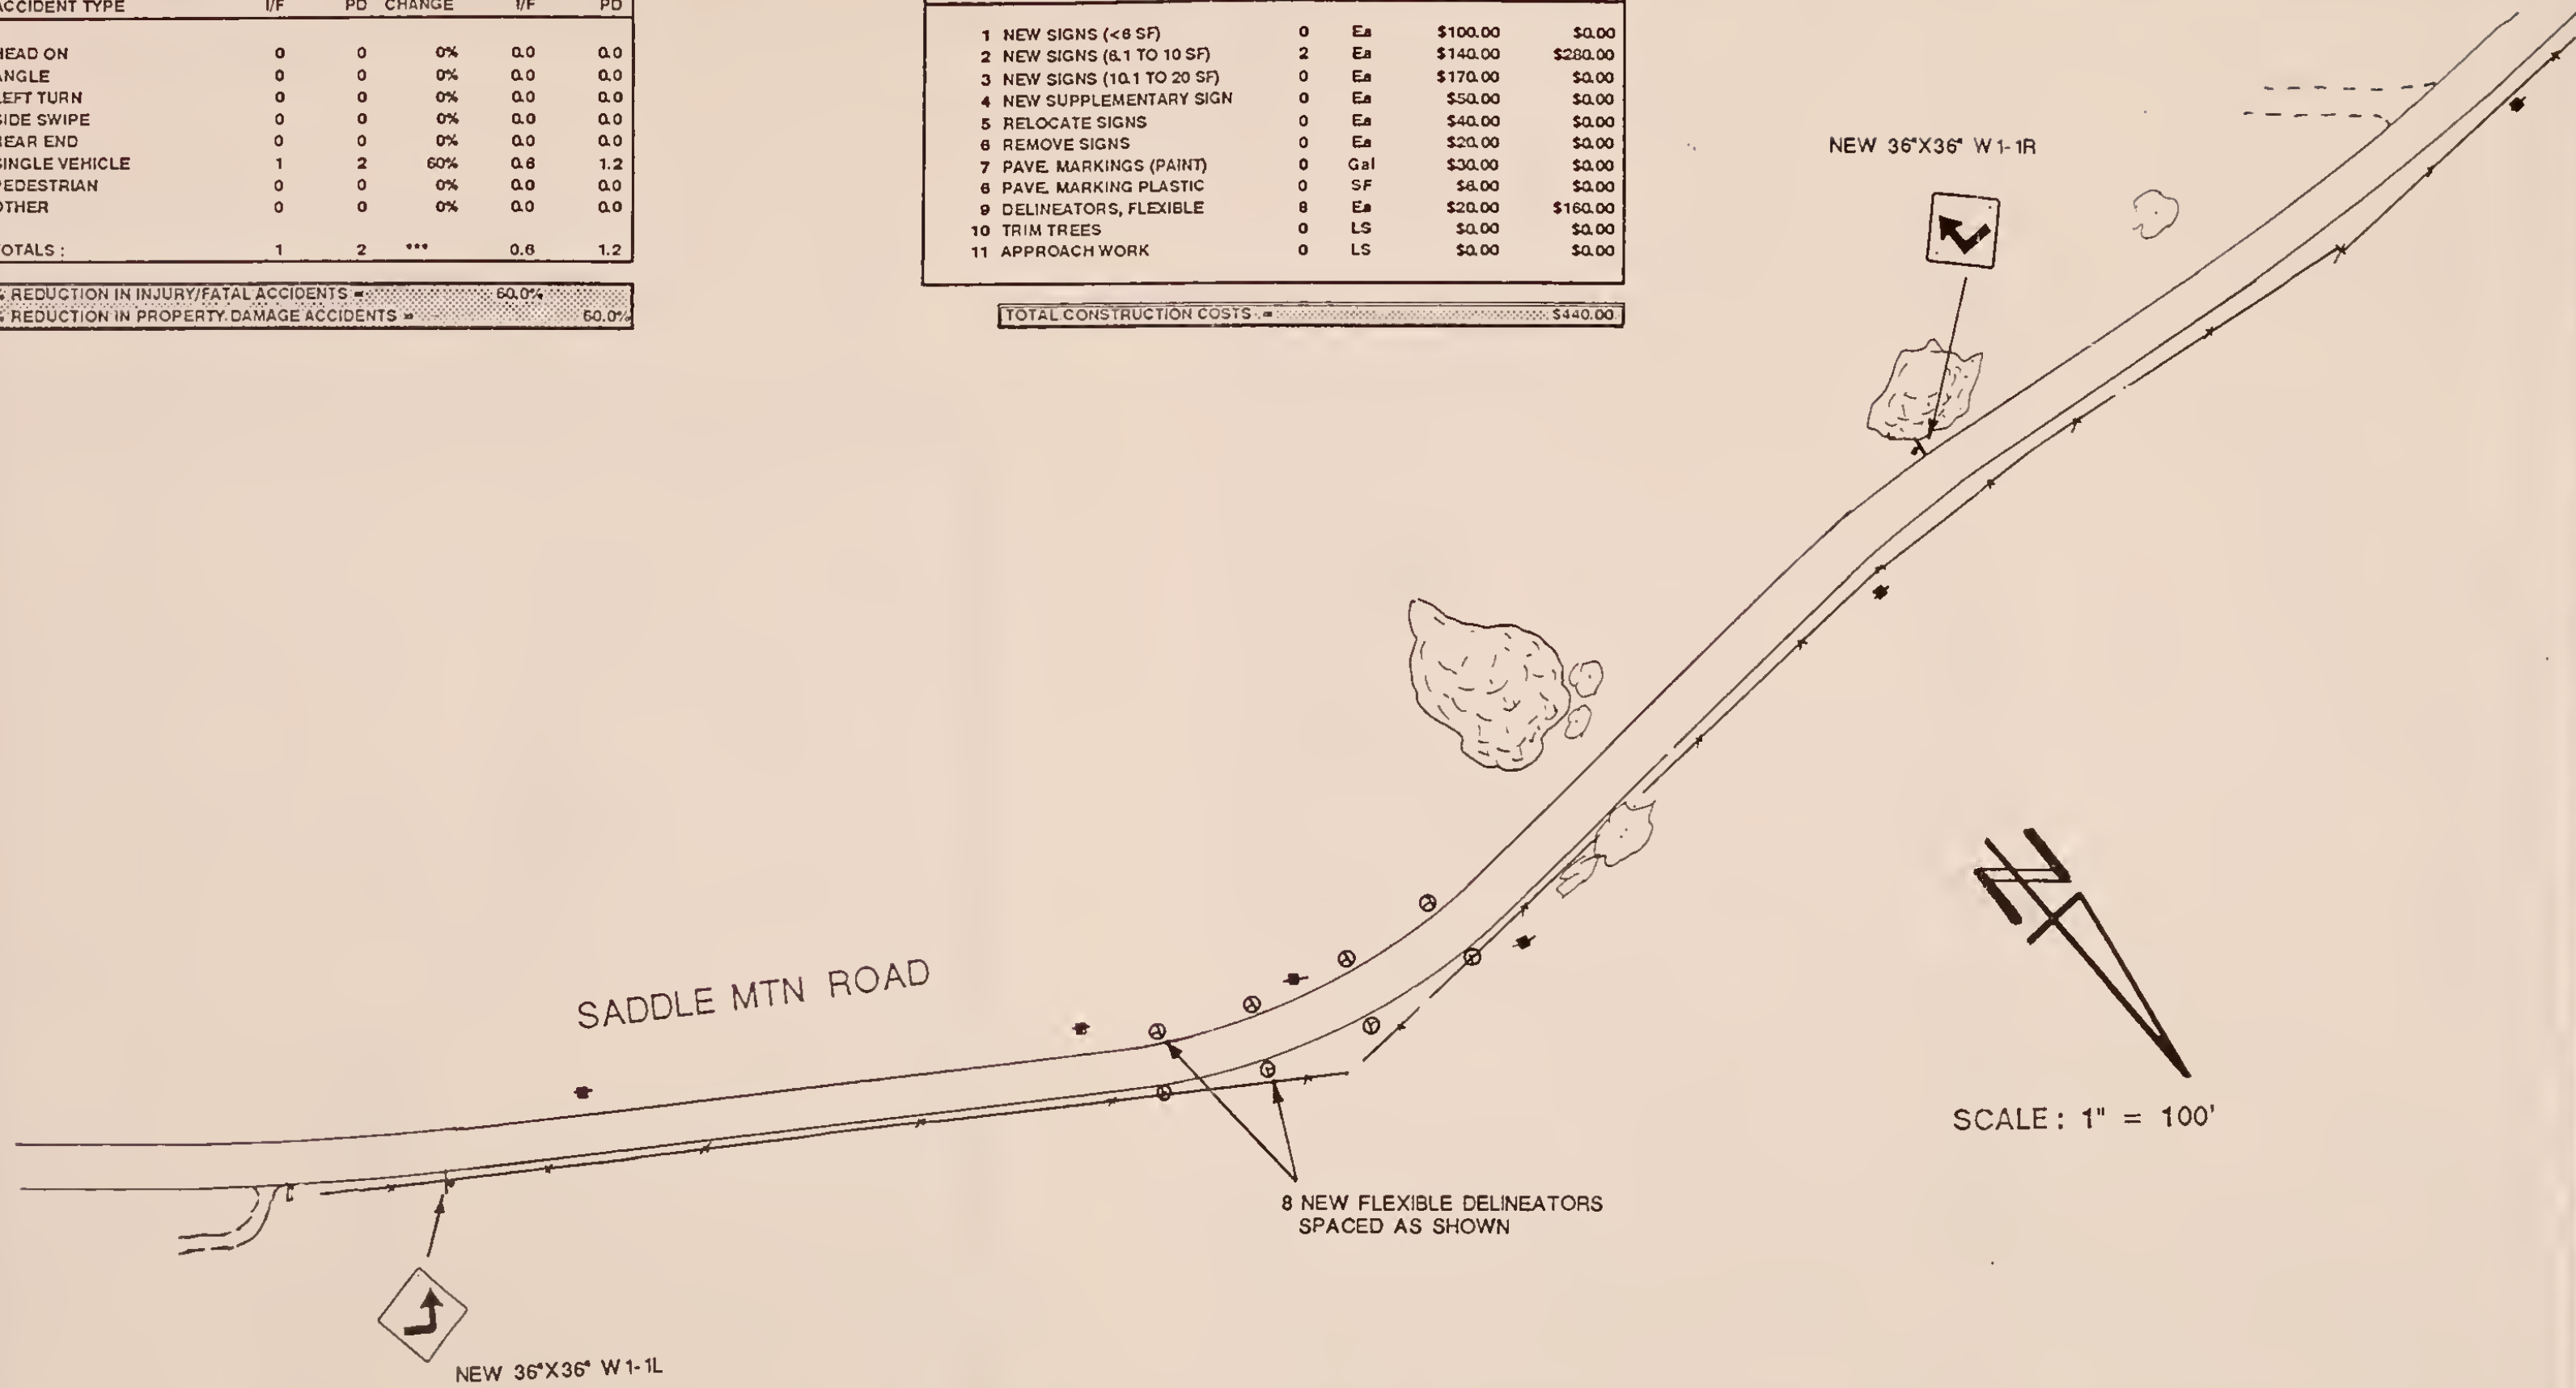 ACCIDENT TYPE I/F PD CHANGE I/F PD
HEAD ON 0 0 0% 0.0 0.0
ANGLE 0 0 0% 0.0 0.0
LEFT TURN 0 0 0% 0.0 0.0
SIDE SWIPE 0 0 0% 0.0 0.0
REAR END 0 0 0% 0.0 0.0
SINGLE VEHICLE 1 2 60% 0.6 1.2
PEDESTRIAN 0 0 0% 0.0 0.0
OTHER 0 0 0% 0.0 0.0
TOTALS : 1 2 *** 0.6 1.2
% REDUCTION IN INJURY/FATAL ACCIDENTS = 60.0%
% REDUCTION IN PROPERTY DAMAGE ACCIDENTS = 60.0%
1 NEW SIGNS (<6 SF) 0 Ea $100.00 $0.00
2 NEW SIGNS (6.1 TO 10 SF) 2 Ea $140.00 $280.00
3 NEW SIGNS (10.1 TO 20 SF) 0 Ea $170.00 $0.00
4 NEW SUPPLEMENTARY SIGN 0 Ea $50.00 $0.00
5 RELOCATE SIGNS 0 Ea $40.00 $0.00
6 REMOVE SIGNS 0 Ea $20.00 $0.00
7 PAVE. MARKINGS (PAINT) 0 Gal $30.00 $0.00
8 PAVE. MARKING PLASTIC 0 SF $8.00 $0.00
9 DELINEATORS, FLEXIBLE 8 Ea $20.00 $160.00
10 TRIM TREES 0 LS $0.00 $0.00
11 APPROACH WORK 0 LS $0.00 $0.00
TOTAL CONSTRUCTION COSTS = $440.00
NEW 36"X36" W1-1R
SADDLE MTN ROAD
N
SCALE: 1" = 100'
8 NEW FLEXIBLE DELINEATORS
SPACED AS SHOWN
NEW 36"X36" W1-1L